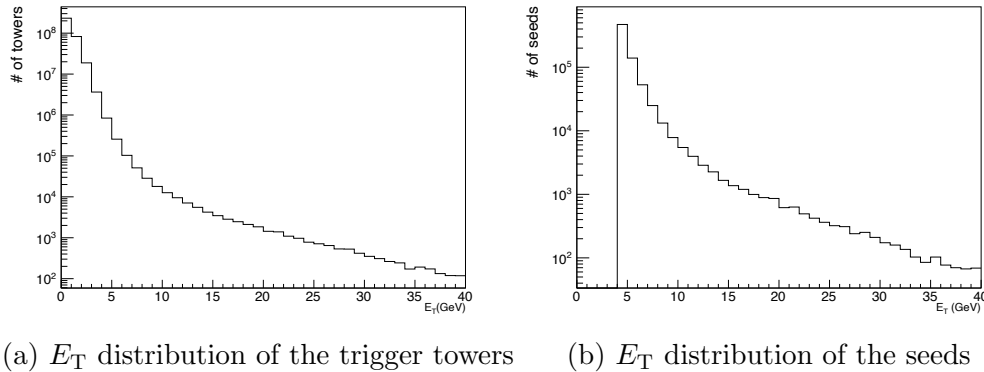 # of towers
10^8
10^7
10^6
10^5
10^4
10^3
10^2
0 5 10 15 20 25 30 35 40
E_T(GeV)
(a) E_T distribution of the trigger towers
# of seeds
10^5
10^4
10^3
10^2
0 5 10 15 20 25 30 35 40
E_T (GeV)
(b) E_T distribution of the seeds